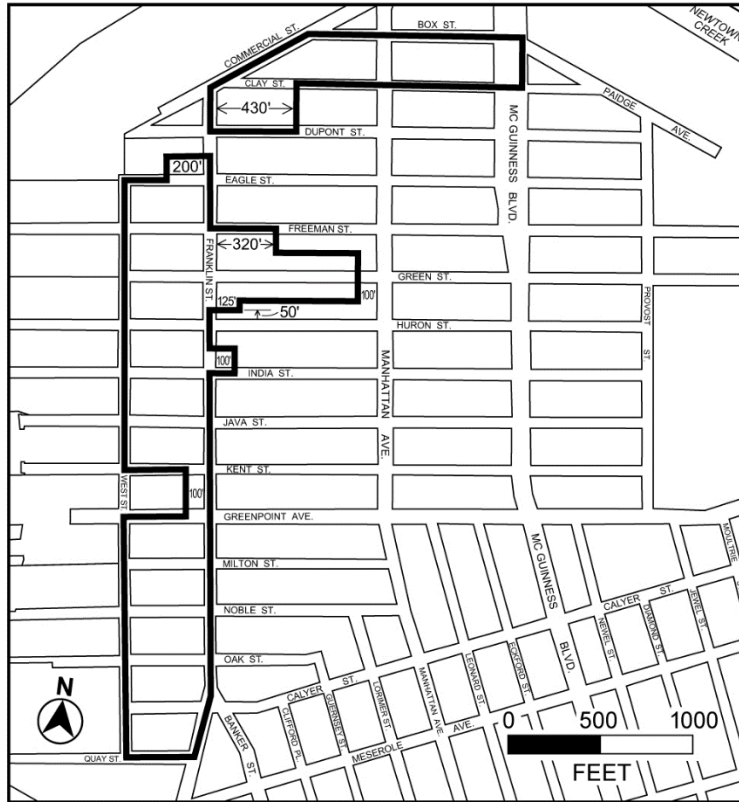 BOX ST.
NEWTOWN
CREEK
COMMERCIAL ST.
CLAY ST.
430'
PAIDGE
AVE.
DUPONT ST.
MC GUINNESS BLVD.
200'
EAGLE ST.
FREEMAN ST.
320'
FRANKLIN ST.
GREEN ST.
125'
100'
50'
PROVOST ST.
HURON ST.
100'
INDIA ST.
MANHATTAN AVE.
JAVA ST.
KENT ST.
WEST ST.
100'
GREENPOINT AVE.
MC GUINNESS BLVD.
MOULTRIE
MILTON ST.
CALYER ST.
JEWEL ST.
NOBLE ST.
DIAMOND ST.
NEWEL ST.
OAK ST.
ECKFORD ST.
LEONARD ST.
MANHATTAN AVE.
CALYER ST.
LORIMER ST.
GUERNSEY ST.
CLIFFORD PL.
BANKER ST.
MESEROLE AVE.
N
QUAY ST.
0 500 1000
FEET